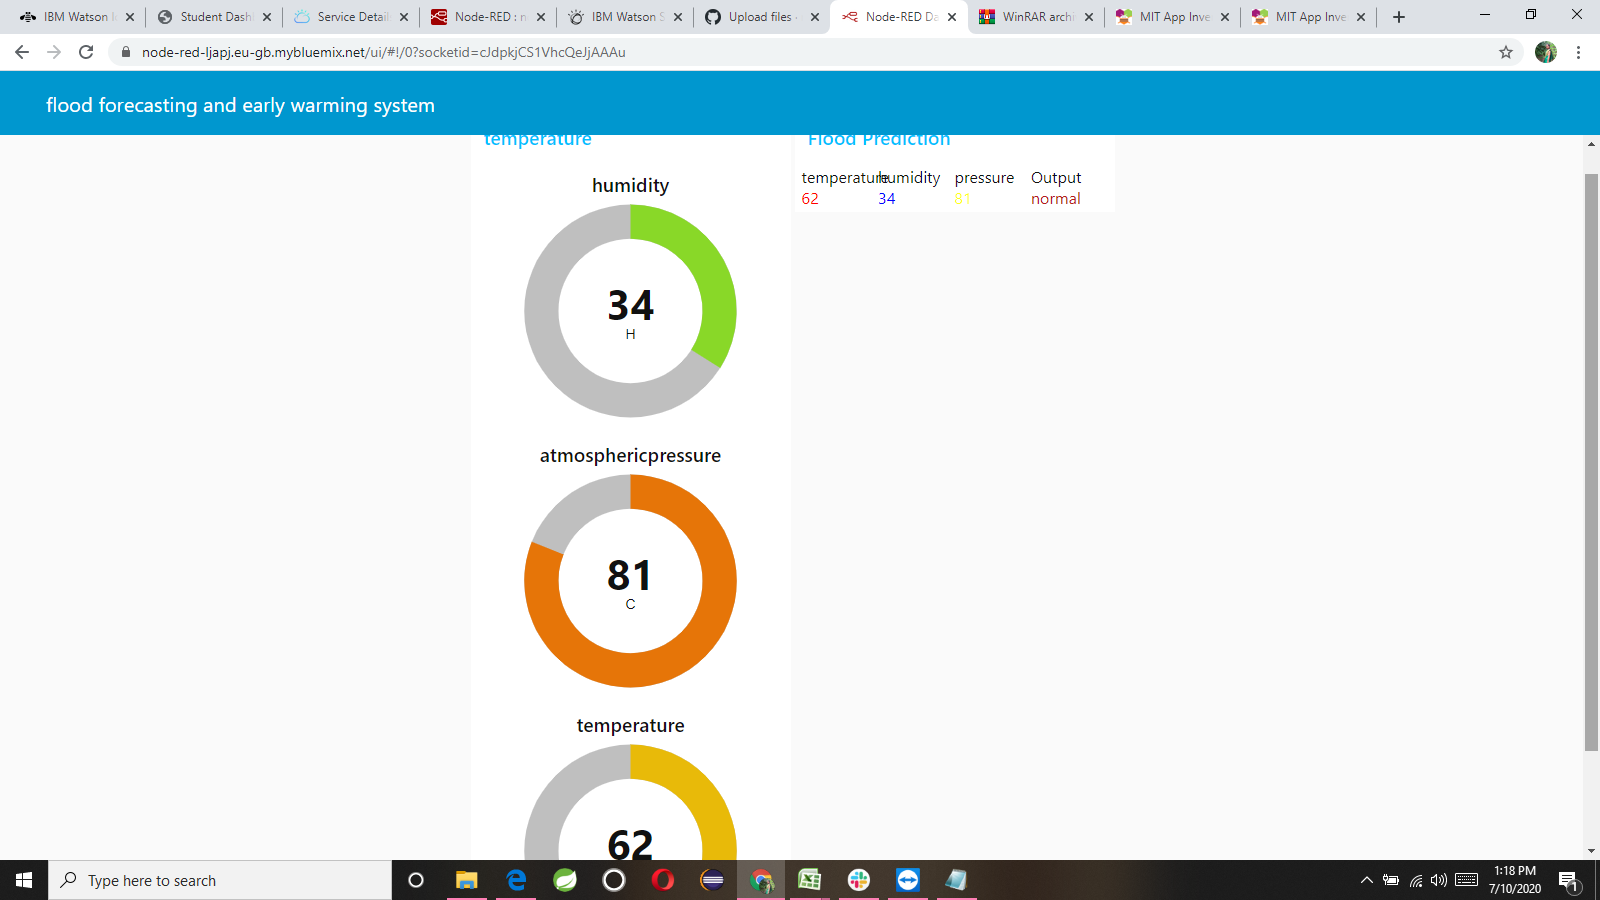 IBM Watson I
Student Dash
Service Detail
Node-RED : n
IBM Watson S
Upload files
Node-RED Da
WinRAR archi
MIT App Inve
MIT App Inve
node-red-ljapj.eu-gb.mybluemix.net/ui/#!/0?socketid=cJdpkjCS1VhcQeJjAAAu
flood forecasting and early warming system
temperature
humidity
34
H
atmosphericpressure
81
C
temperature
62
Flood Prediction
temperature humidity pressure Output
62 34 81 normal
Type here to search
1:18 PM
7/10/2020
1